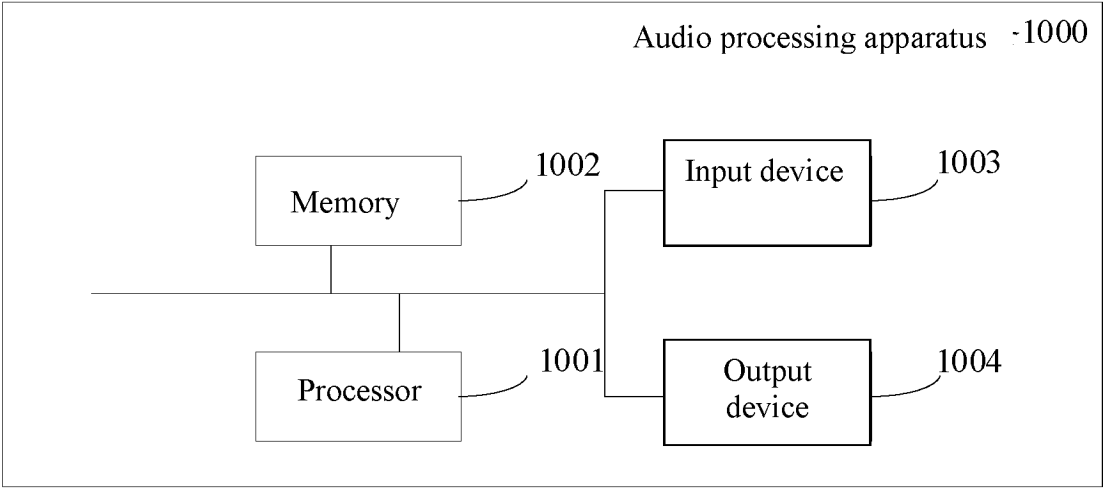 Audio processing apparatus -1000
1002
Memory
Input device
1003
1001
Processor
Output
device
1004